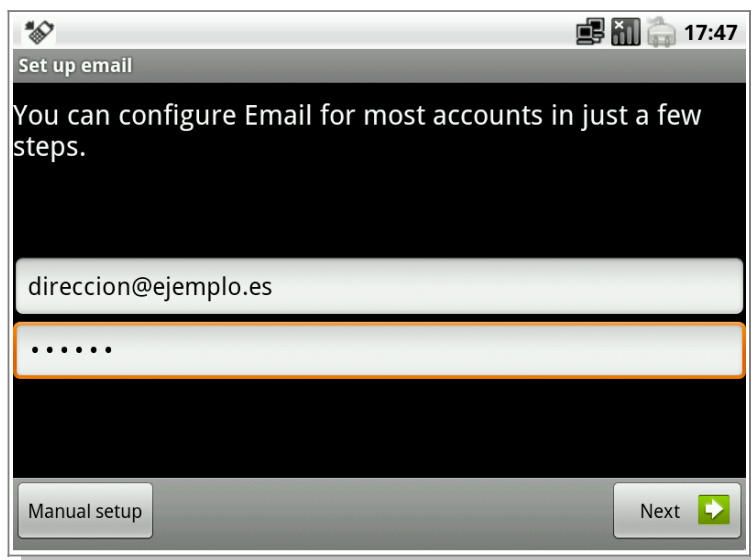 17:47
Set up email
You can configure Email for most accounts in just a few
steps.
direccion@ejemplo.es
••••••
Manual setup
Next